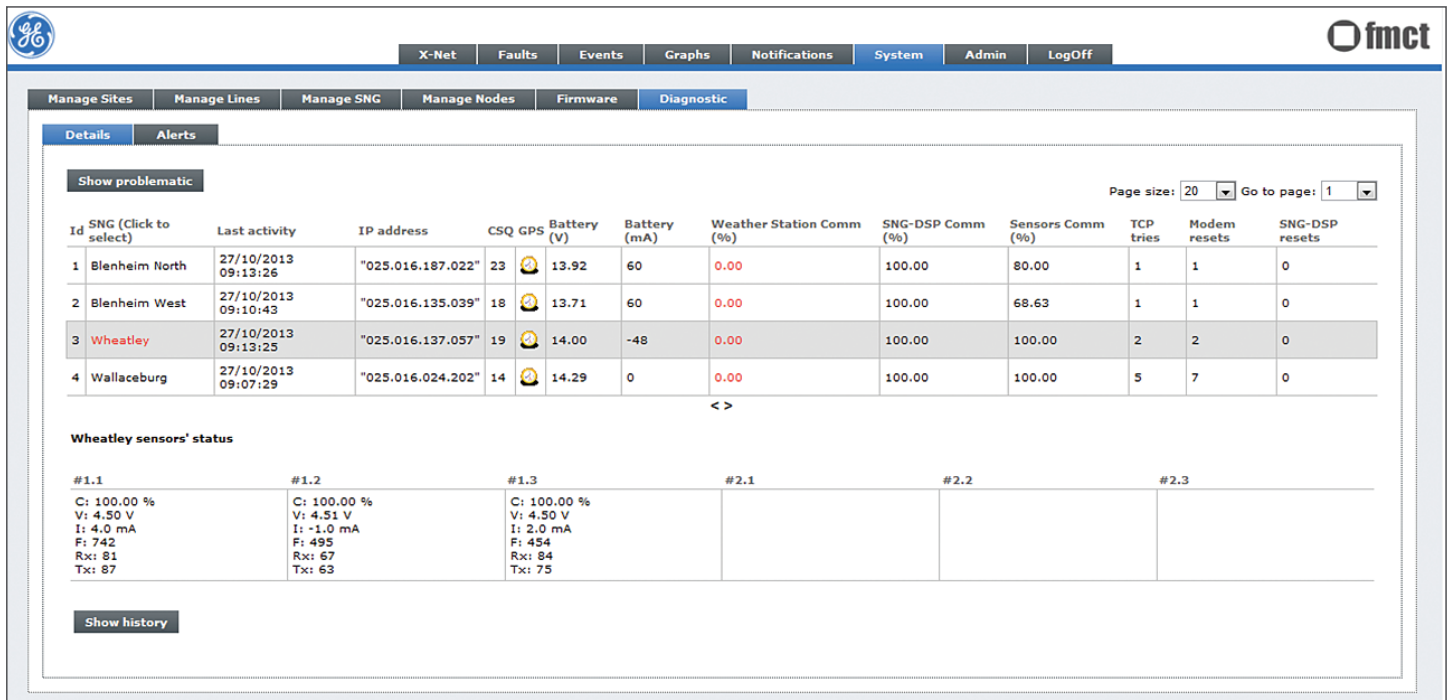 GE
fmct
X-Net Faults Events Graphs Notifications System Admin LogOff
Manage Sites Manage Lines Manage SNG Manage Nodes Firmware Diagnostic
Details Alerts
Show problematic
Page size: 20 Go to page: 1
Id SNG (Click to select) Last activity IP address CSQ GPS Battery (V) Battery (mA) Weather Station Comm (%) SNG-DSP Comm (%) Sensors Comm (%) TCP tries Modem resets SNG-DSP resets
1 Blenheim North 27/10/2013 09:13:26 "025.016.187.022" 23 13.92 60 0.00 100.00 80.00 1 1 0
2 Blenheim West 27/10/2013 09:10:43 "025.016.135.039" 18 13.71 60 0.00 100.00 68.63 1 1 0
3 Wheatley 27/10/2013 09:13:25 "025.016.137.057" 19 14.00 -48 0.00 100.00 100.00 2 2 0
4 Wallaceburg 27/10/2013 09:07:29 "025.016.024.202" 14 14.29 0 0.00 100.00 100.00 5 7 0
< >
Wheatley sensors' status
#1.1 #1.2 #1.3 #2.1 #2.2 #2.3
C: 100.00 % C: 100.00 % C: 100.00 %
V: 4.50 V V: 4.51 V V: 4.50 V
I: 4.0 mA I: -1.0 mA I: 2.0 mA
F: 742 F: 495 F: 454
Rx: 81 Rx: 67 Rx: 84
Tx: 87 Tx: 63 Tx: 75
Show history